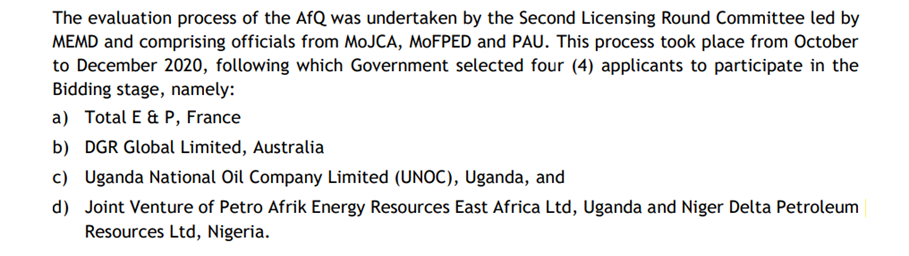 The evaluation process of the AfQ was undertaken by the Second Licensing Round Committee led by
MEMD and comprising officials from MoJCA, MoFPED and PAU. This process took place from October
to December 2020, following which Government selected four (4) applicants to participate in the
Bidding stage, namely:
a) Total E & P, France
b) DGR Global Limited, Australia
c) Uganda National Oil Company Limited (UNOC), Uganda, and
d) Joint Venture of Petro Afrik Energy Resources East Africa Ltd, Uganda and Niger Delta Petroleum
Resources Ltd, Nigeria.